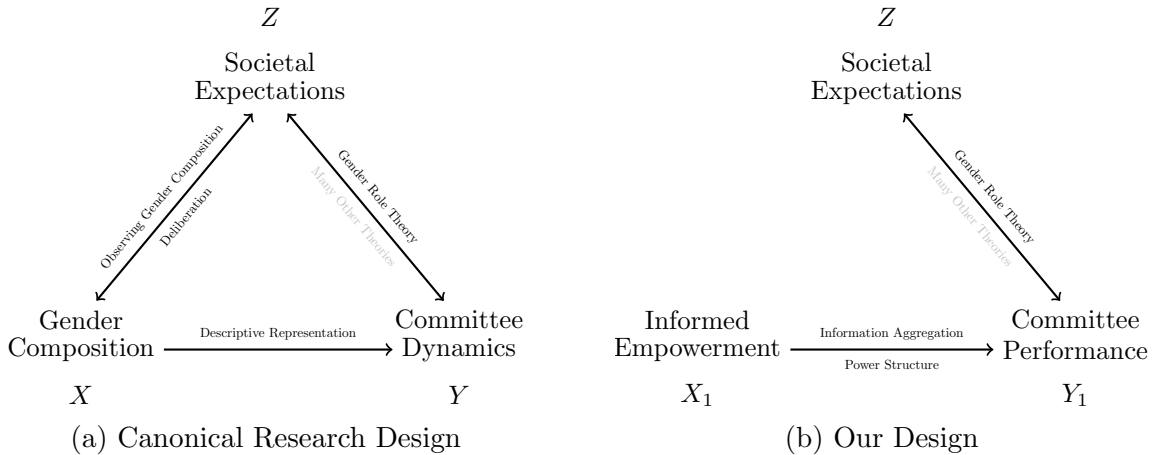 Z
Societal
Expectations
Observing Gender Composition
Deliberation
Gender Role Theory
Many Other Theories
Gender
Composition
Descriptive Representation
Committee
Dynamics
X
Y
(a) Canonical Research Design
Z
Societal
Expectations
Gender Role Theory
Many Other Theories
Informed
Empowerment
Information Aggregation
Power Structure
Committee
Performance
X₁
Y₁
(b) Our Design